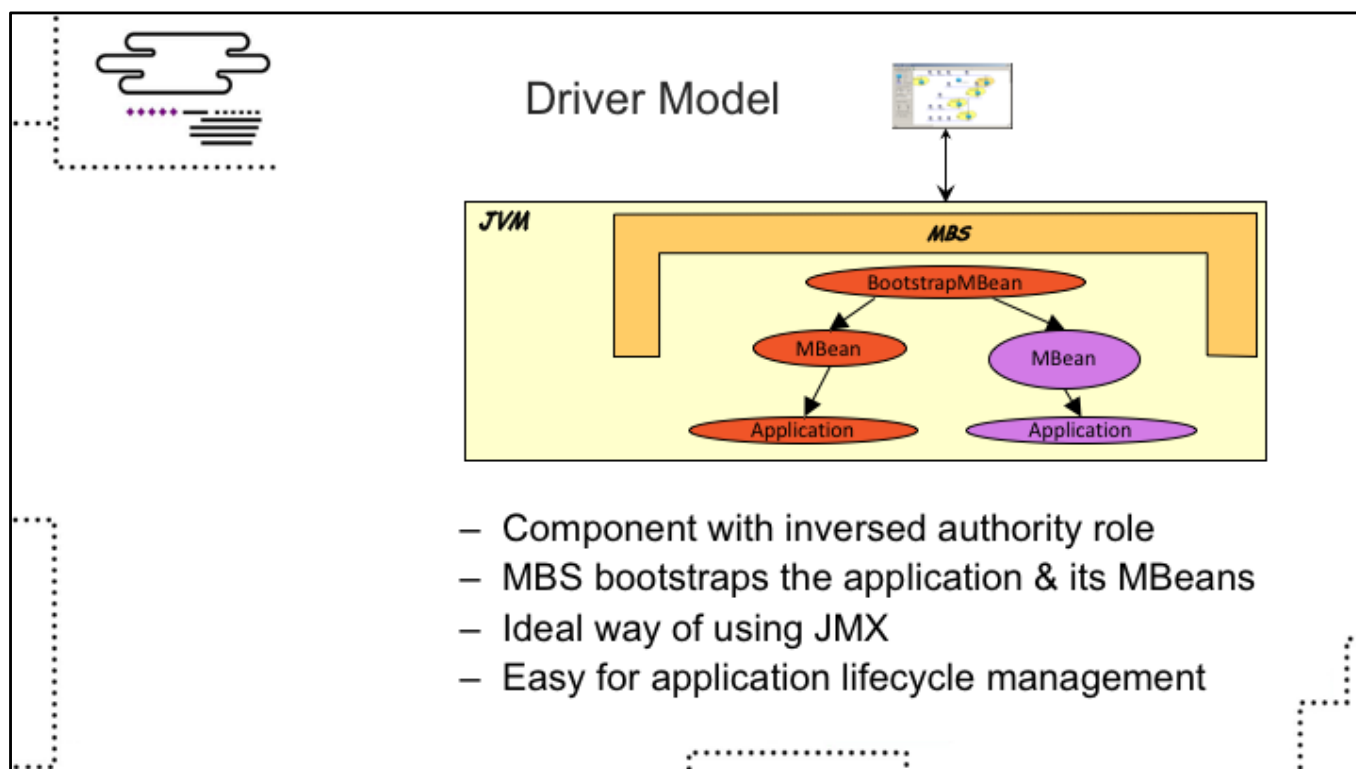 Driver Model
JVM
MBS
BootstrapMBean
MBean
MBean
Application
Application
– Component with inversed authority role
– MBS bootstraps the application & its MBeans
– Ideal way of using JMX
– Easy for application lifecycle management